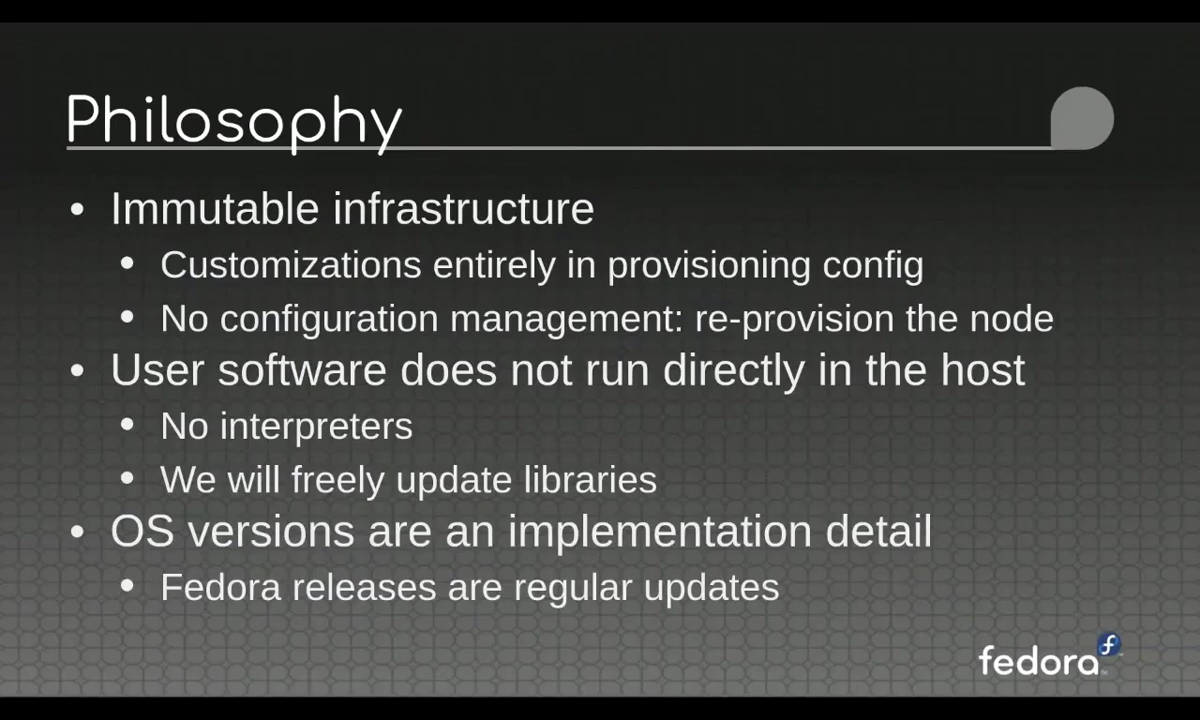 Philosophy
• Immutable infrastructure
• Customizations entirely in provisioning config
• No configuration management: re-provision the node
• User software does not run directly in the host
• No interpreters
• We will freely update libraries
• OS versions are an implementation detail
• Fedora releases are regular updates
fedora